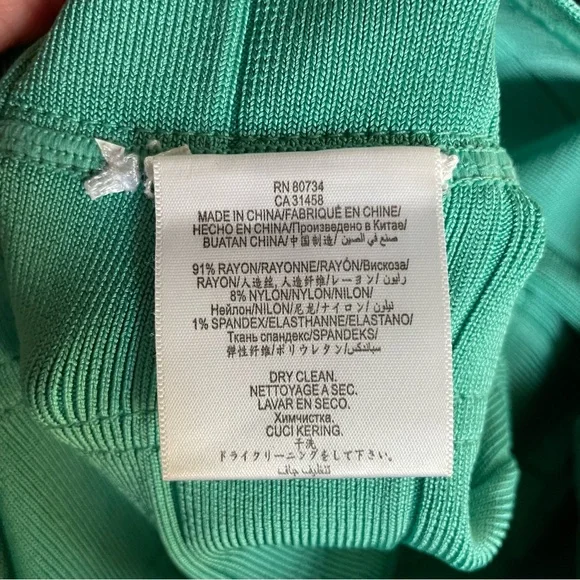 RN 80734
CA 31458
MADE IN CHINA/FABRIQUÉ EN CHINE/
HECHO EN CHINA/Произведено в Китае/
BUATAN CHINA/中国制造/ صنع في الصين/
91% RAYON/RAYONNE/RAYÓN/Вискоза/
RAYON/人造丝, 人造纤维/レーヨン/ رايون/
8% NYLON/NYLON/NILON/
Нейлон/NILON/尼龙/ナイロン/ نيلون/
1% SPANDEX/ELASTHANNE/ELASTANO/
Ткань спандекс/SPANDEKS/
弹性纤维/ポリウレタン/ سباندكس/
DRY CLEAN.
NETTOYAGE A SEC.
LAVAR EN SECO.
Химчистка.
CUCI KERING.
干洗
ドライクリーニングをして下さい
تنظيف جاف.